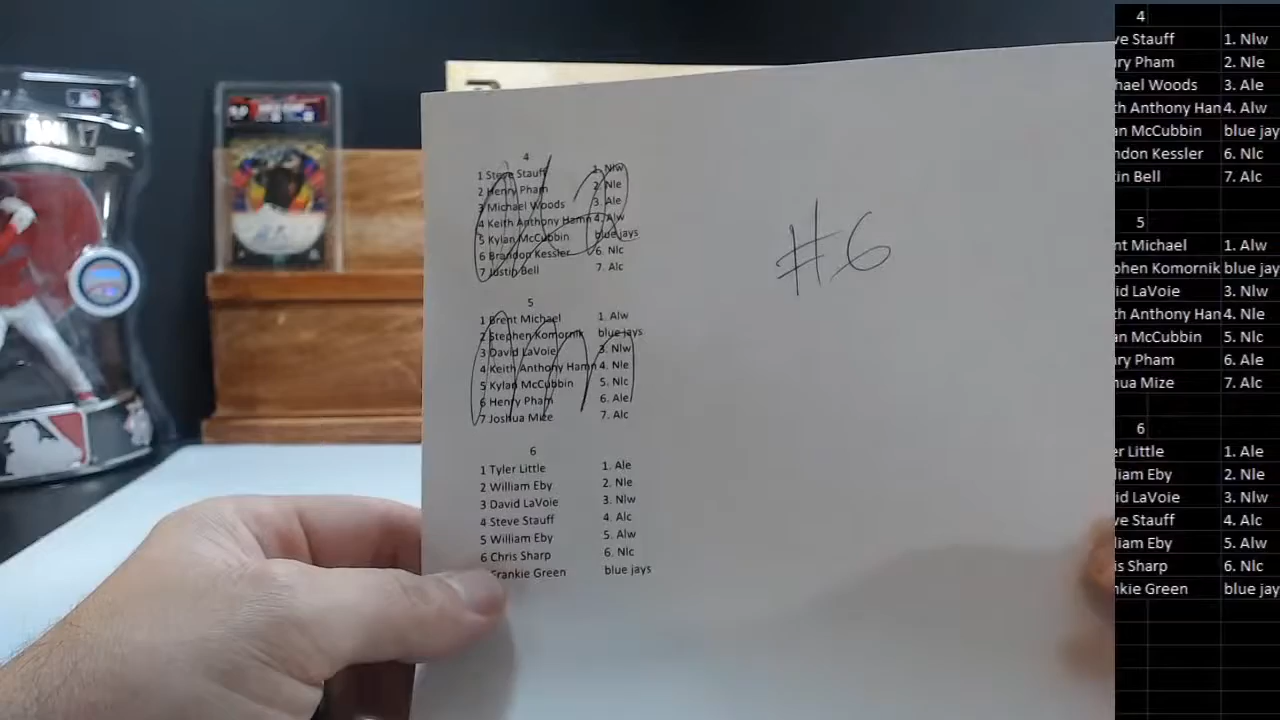 4
1 Steve Stauff 1. Nlw
2 Henry Pham 2. Nle
3 Michael Woods 3. Ale
4 Keith Anthony Hamn 4. Alw
5 Kylan McCubbin blue jays
6 Brandon Kessler 6. Nlc
7 Justin Bell 7. Alc
5
1 Brent Michael 1. Alw
2 Stephen Komornik blue jays
3 David LaVoie 3. Nlw
4 Keith Anthony Hamn 4. Nle
5 Kylan McCubbin 5. Nlc
6 Henry Pham 6. Ale
7 Joshua Mize 7. Alc
6
1 Tyler Little 1. Ale
2 William Eby 2. Nle
3 David LaVoie 3. Nlw
4 Steve Stauff 4. Alc
5 William Eby 5. Alw
6 Chris Sharp 6. Nlc
Frankie Green blue jays
#6
4
ve Stauff 1. Nlw
ry Pham 2. Nle
hael Woods 3. Ale
th Anthony Han 4. Alw
an McCubbin blue jay
ndon Kessler 6. Nlc
in Bell 7. Alc
5
nt Michael 1. Alw
phen Komornik blue jay
id LaVoie 3. Nlw
th Anthony Han 4. Nle
an McCubbin 5. Nlc
ry Pham 6. Ale
hua Mize 7. Alc
6
er Little 1. Ale
iam Eby 2. Nle
id LaVoie 3. Nlw
ve Stauff 4. Alc
iam Eby 5. Alw
is Sharp 6. Nlc
nkie Green blue jay